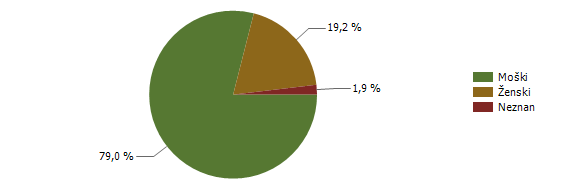 19,2 %
1,9 %
79,0 %
Moški
Ženski
Neznan